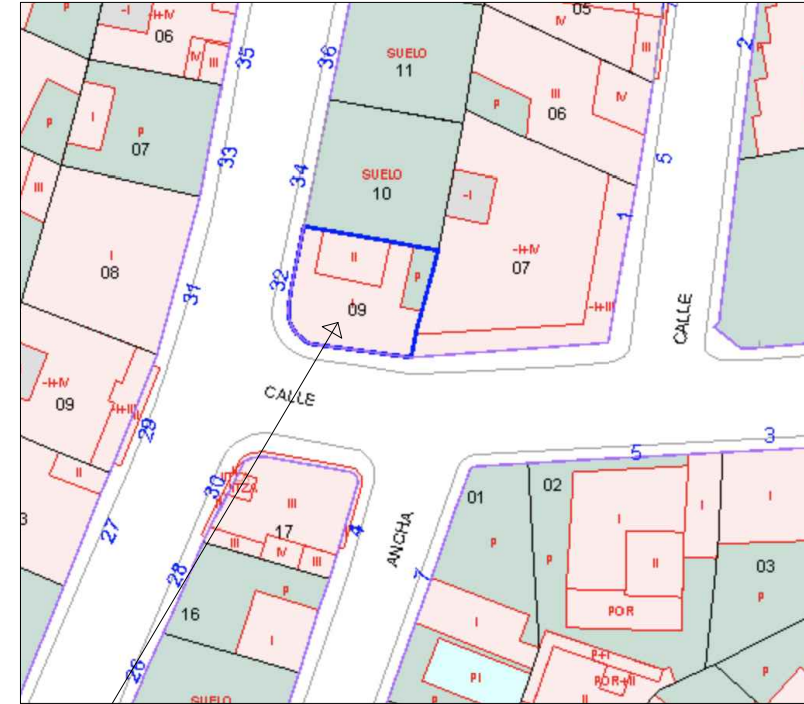 -I
-I+IV
06
IV
III
35
P
36
SUELO
11
05
IV
III
2
P
P
I
P
07
33
P
III
06
IV
5
III
34
SUELO
10
-I
1
-I+IV
07
I
08
31
32
II
P
I
09
-I+III
CALLE
-I+IV
09
-I+III
29
CALLE
5
3
II
27
30
III
17
4
III
IV
III
28
16
P
I
26
SUELO
ANCHA
7
01
P
02
P
I
II
POR
I
I
03
P
I
PI
P
P+I
POR+II
II
P